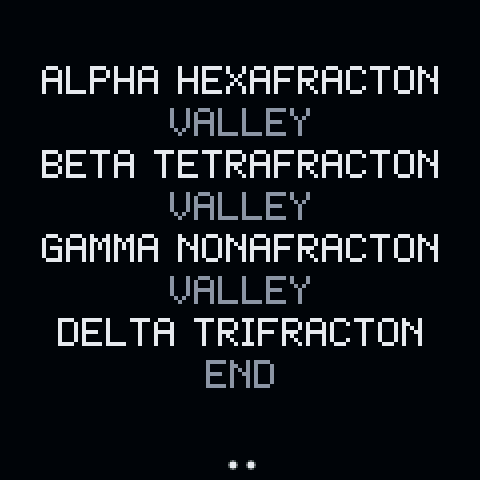 ALPHA HEXAFRACTON
VALLEY
BETA TETRAFRACTON
VALLEY
GAMMA NONAFRACTON
VALLEY
DELTA TRIFRACTON
END